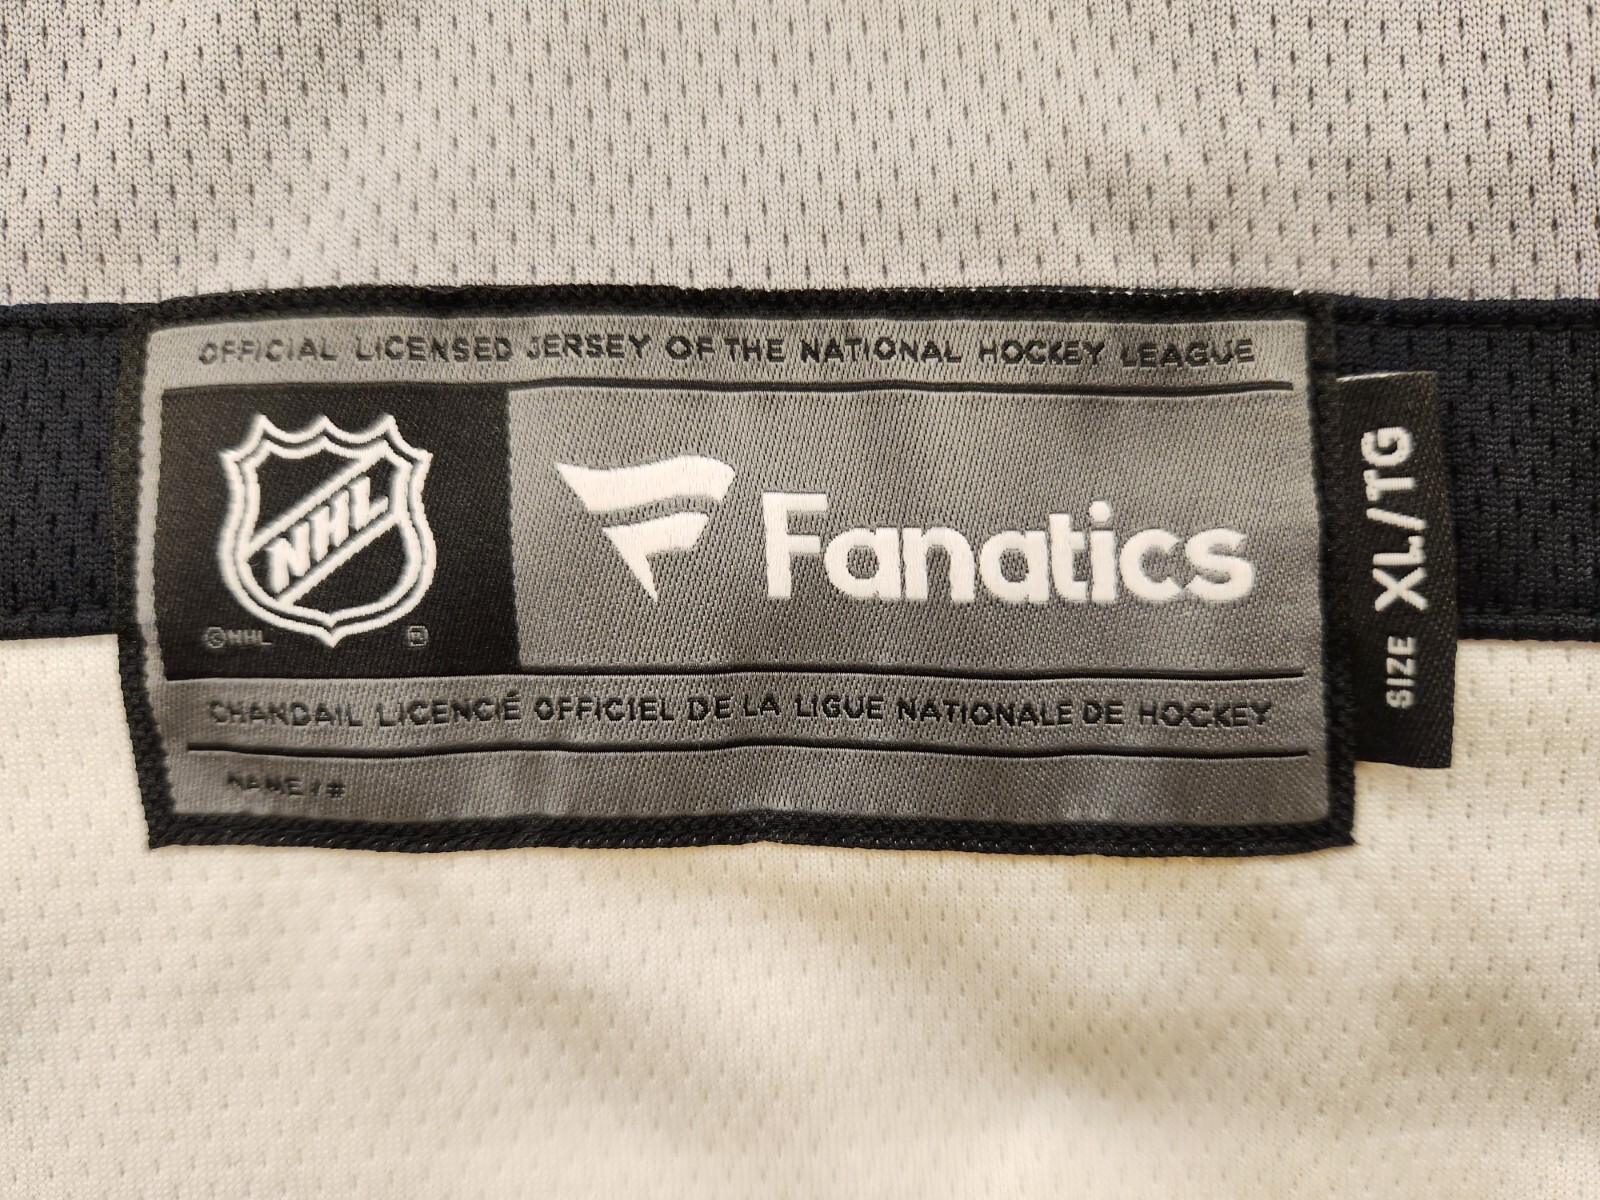 OFFICIAL LICENSED JERSEY OF THE NATIONAL HOCKEY LEAGUE
NHL
©NHL ®
Fanatics
CHANDAIL LICENCIÉ OFFICIEL DE LA LIGUE NATIONALE DE HOCKEY
NAME / #
SIZE XL/TG